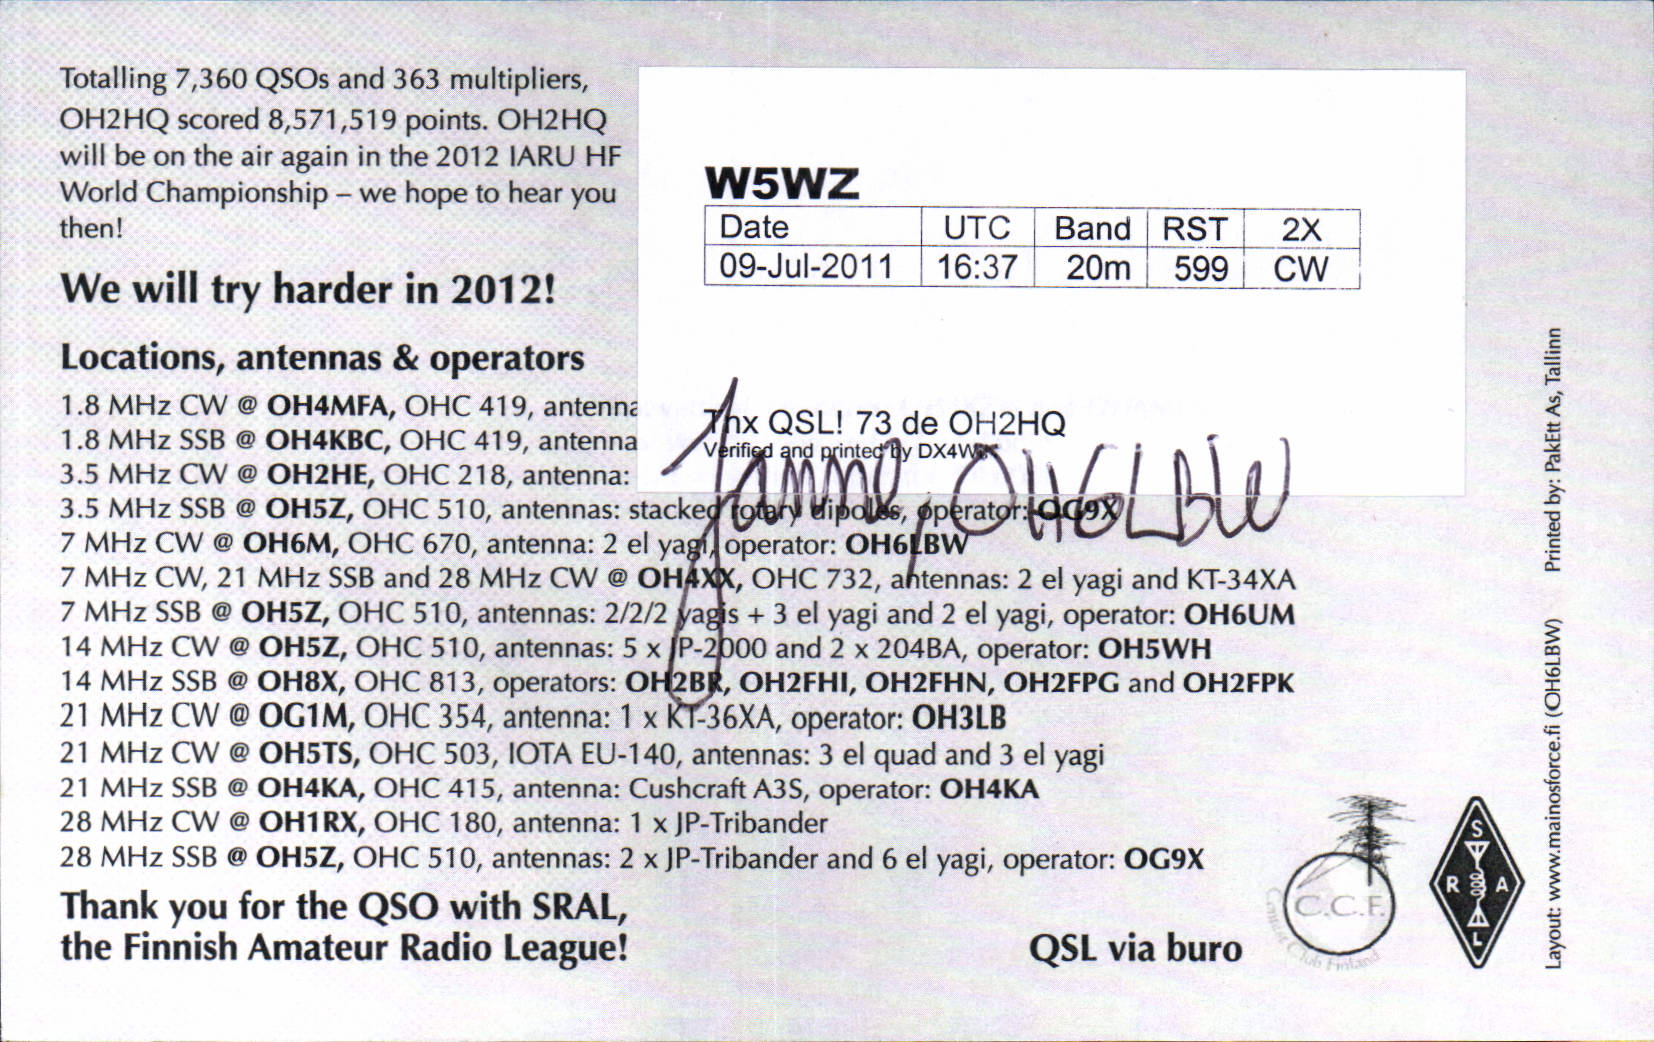 Totalling 7,360 QSOs and 363 multipliers,
OH2HQ scored 8,571,519 points. OH2HQ
will be on the air again in the 2012 IARU HF
World Championship – we hope to hear you
then!
We will try harder in 2012!
Locations, antennas & operators
1.8 MHz CW @ OH4MFA, OHC 419, antenna
1.8 MHz SSB @ OH4KBC, OHC 419, antenna
3.5 MHz CW @ OH2HE, OHC 218, antenna:
3.5 MHz SSB @ OH5Z, OHC 510, antennas: stacked rotary dipoles, operator: OG9X
7 MHz CW @ OH6M, OHC 670, antenna: 2 el yagi, operator: OH6LBW
7 MHz CW, 21 MHz SSB and 28 MHz CW @ OH4XX, OHC 732, antennas: 2 el yagi and KT-34XA
7 MHz SSB @ OH5Z, OHC 510, antennas: 2/2/2 yagis + 3 el yagi and 2 el yagi, operator: OH6UM
14 MHz CW @ OH5Z, OHC 510, antennas: 5 x JP-2000 and 2 x 204BA, operator: OH5WH
14 MHz SSB @ OH8X, OHC 813, operators: OH2BR, OH2FHI, OH2FHN, OH2FPG and OH2FPK
21 MHz CW @ OG1M, OHC 354, antenna: 1 x KT-36XA, operator: OH3LB
21 MHz CW @ OH5TS, OHC 503, IOTA EU-140, antennas: 3 el quad and 3 el yagi
21 MHz SSB @ OH4KA, OHC 415, antenna: Cushcraft A3S, operator: OH4KA
28 MHz CW @ OH1RX, OHC 180, antenna: 1 x JP-Tribander
28 MHz SSB @ OH5Z, OHC 510, antennas: 2 x JP-Tribander and 6 el yagi, operator: OG9X
Thank you for the QSO with SRAL,
the Finnish Amateur Radio League!
QSL via buro
W5WZ
Date UTC Band RST 2X
09-Jul-2011 16:37 20m 599 CW
Thx QSL! 73 de OH2HQ
Verified and printed by
Janne, OH6LBW
C.C.F.
Contest Club Finland
S
R A
L
Layout: www.mainosforce.fi (OH6LBW) Printed by: PakEtt As, Tallinn